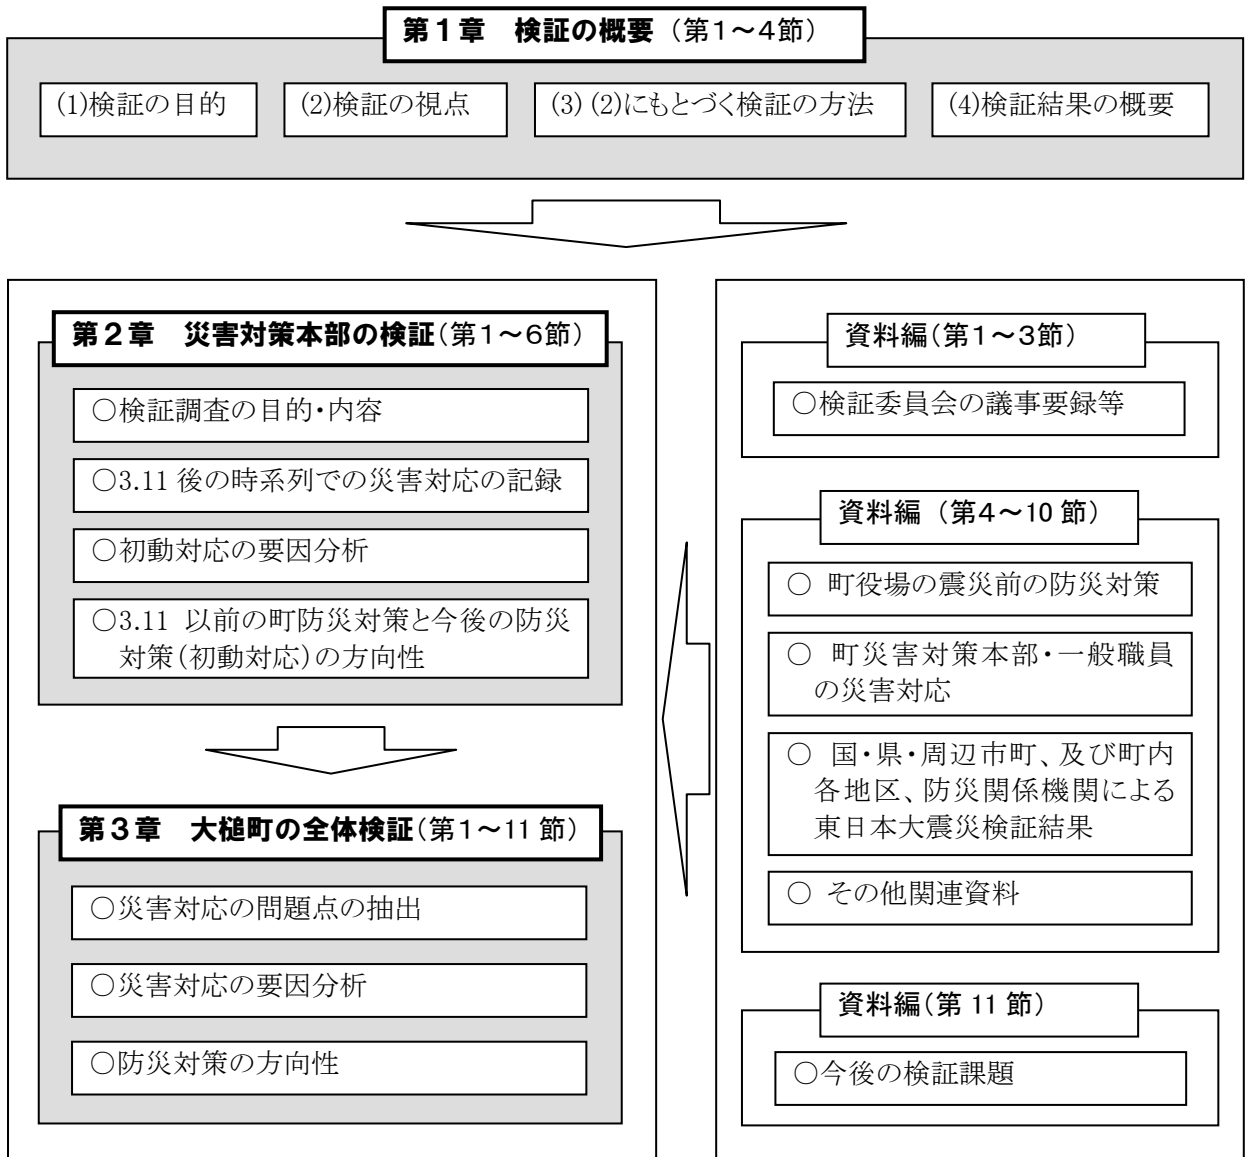 第1章 検証の概要（第1～4節）
(1)検証の目的
(2)検証の視点
(3) (2)にもとづく検証の方法
(4)検証結果の概要
第2章 災害対策本部の検証（第1～6節）
○検証調査の目的・内容
○3.11 後の時系列での災害対応の記録
○初動対応の要因分析
○3.11 以前の町防災対策と今後の防災
対策（初動対応）の方向性
第3章 大槌町の全体検証（第1～11 節）
○災害対応の問題点の抽出
○災害対応の要因分析
○防災対策の方向性
資料編（第1～3節）
○検証委員会の議事要録等
資料編（第4～10 節）
○ 町役場の震災前の防災対策
○ 町災害対策本部・一般職員
の災害対応
○ 国・県・周辺市町、及び町内
各地区、防災関係機関による
東日本大震災検証結果
○ その他関連資料
資料編（第 11 節）
○今後の検証課題